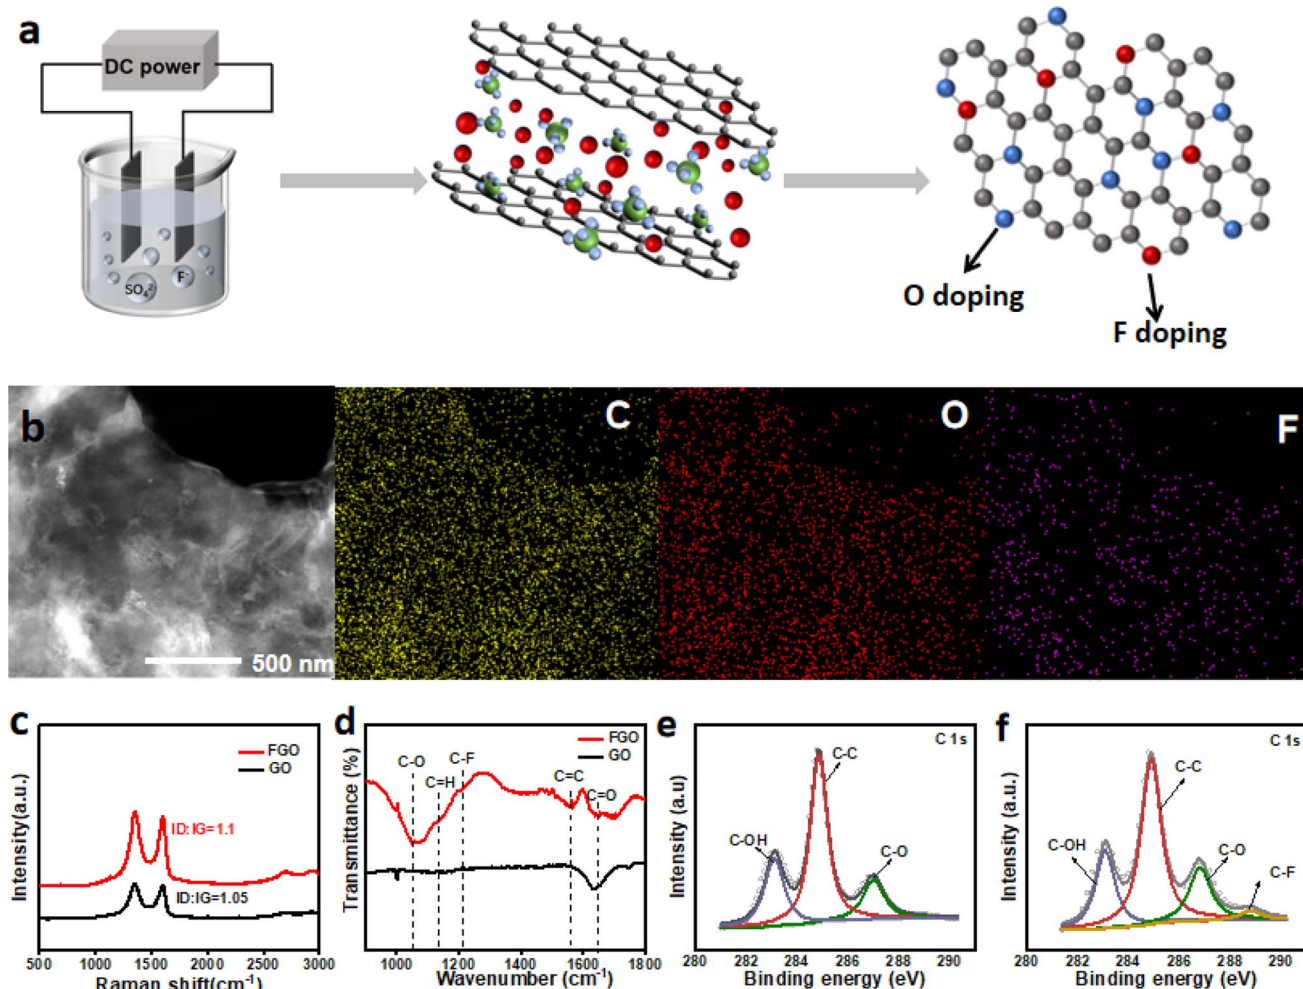 a
DC power
SO₄²⁻
F⁻
O doping
F doping
b
500 nm
C
O
F
c
Intensity(a.u.)
FGO
GO
ID:IG=1.1
ID:IG=1.05
500 1000 1500 2000 2500 3000
Raman shift(cm⁻¹)
d
Transmittance (%)
FGO
GO
C-O
C=H
C-F
C=C
C=O
1000 1200 1400 1600 1800
Wavenumber (cm⁻¹)
e
Intensity (a.u)
C 1s
C-C
C-OH
C-O
282 284 286 288 290
Binding energy (eV)
f
Intensity (a.u.)
C 1s
C-C
C-OH
C-O
C-F
282 284 286 288 290
Binding energy (eV)